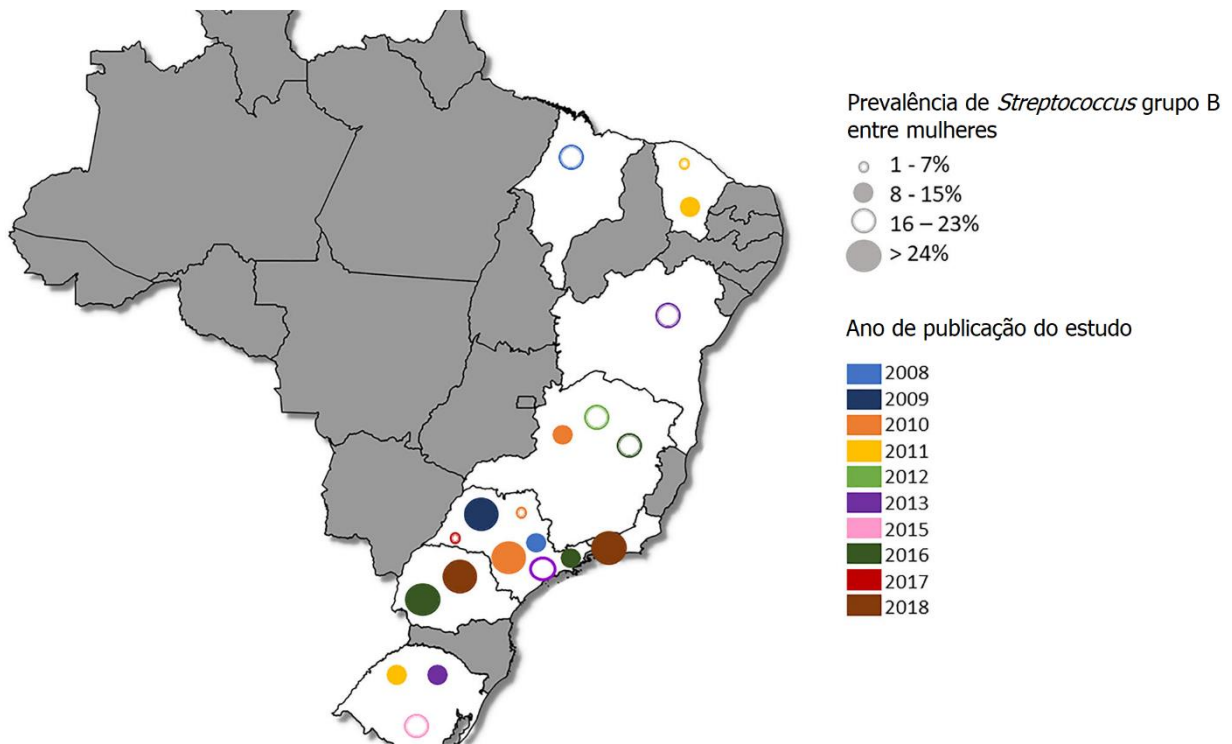 Prevalência de Streptococcus grupo B
entre mulheres
1 - 7%
8 - 15%
16 – 23%
> 24%
Ano de publicação do estudo
2008
2009
2010
2011
2012
2013
2015
2016
2017
2018